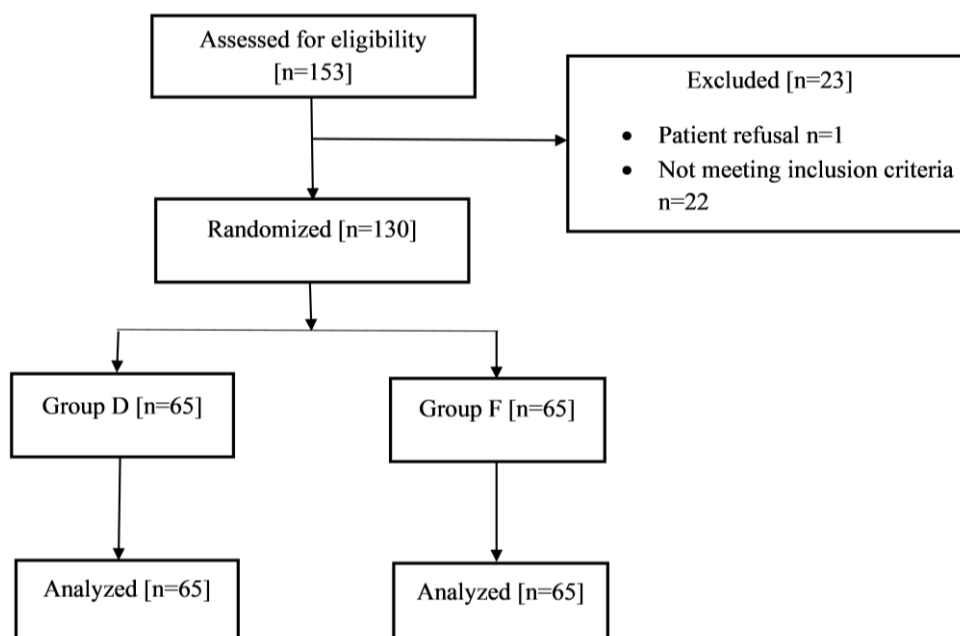 Assessed for eligibility
[n=153]
Excluded [n=23]
• Patient refusal n=1
• Not meeting inclusion criteria
n=22
Randomized [n=130]
Group D [n=65]
Group F [n=65]
Analyzed [n=65]
Analyzed [n=65]